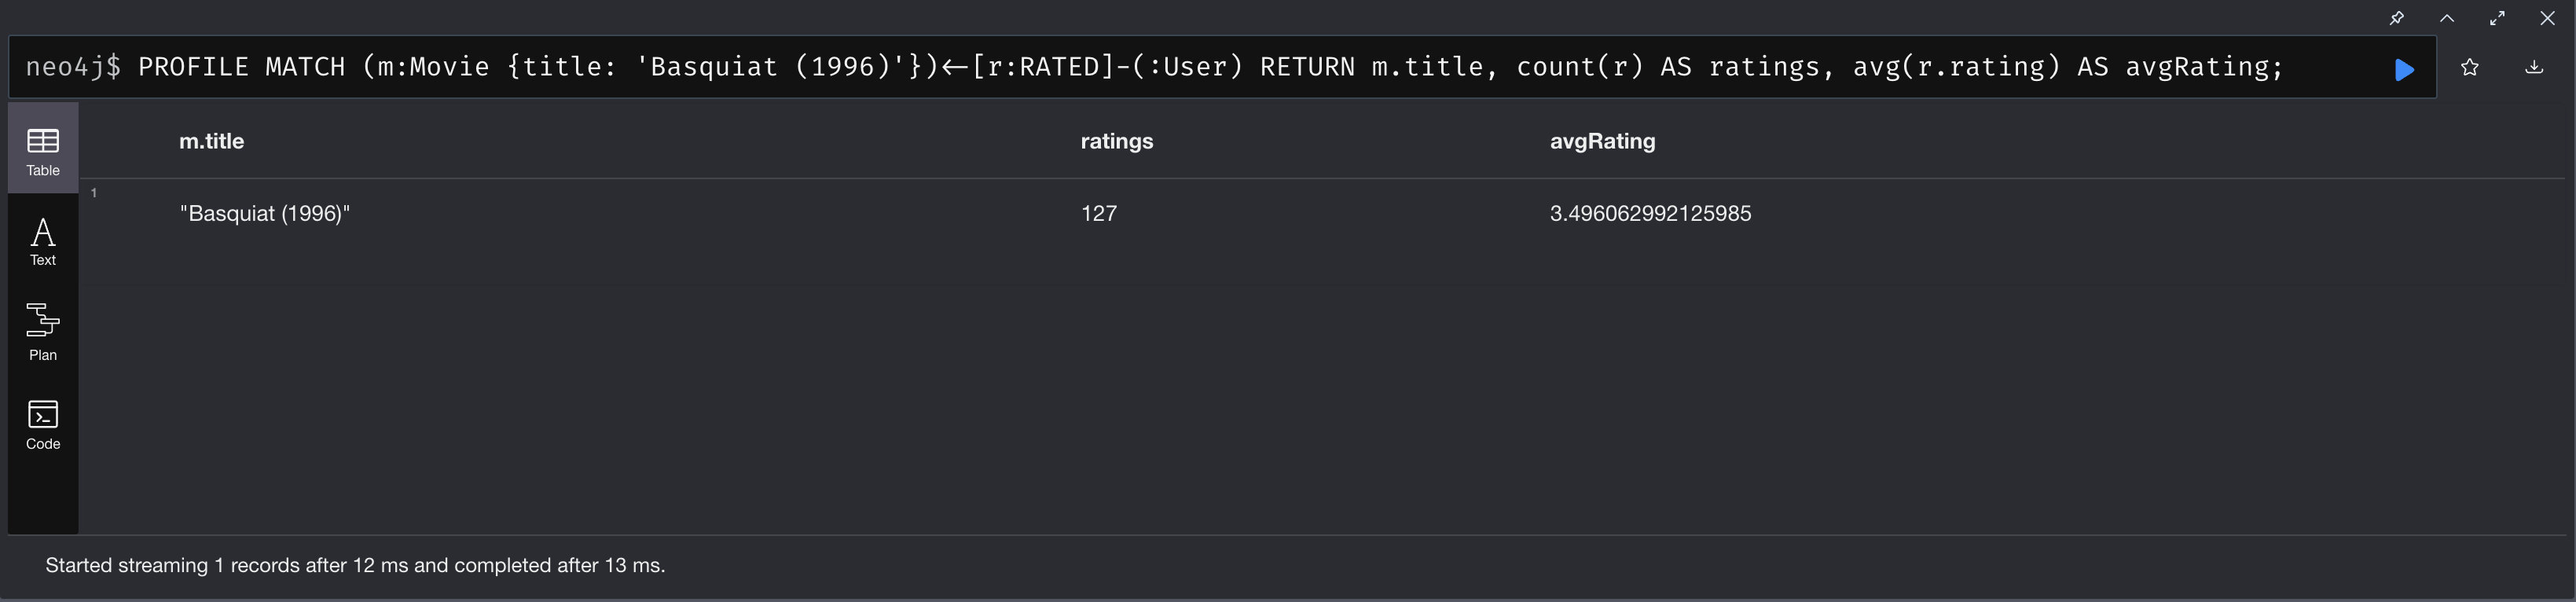 neo4j$ PROFILE MATCH (m:Movie {title: 'Basquiat (1996)'})<-[r:RATED]-(:User) RETURN m.title, count(r) AS ratings, avg(r.rating) AS avgRating;
m.title ratings avgRating
Table
1
"Basquiat (1996)" 127 3.496062992125985
Text
Plan
Code
Started streaming 1 records after 12 ms and completed after 13 ms.